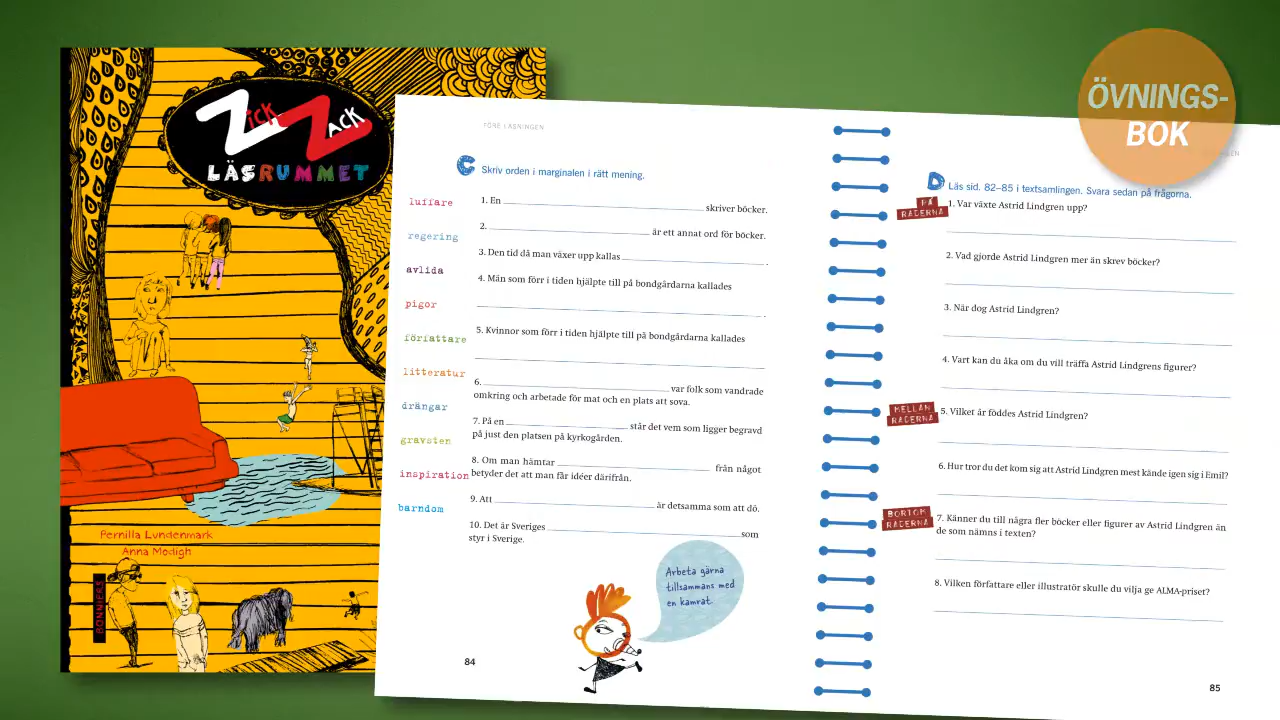 ZICK ZACK
LÄSRUMMET
Pernilla Lundenmark
Anna Modigh
BONNIERS
ÖVNINGS-
BOK
FÖRE LÄSNINGEN
C Skriv orden i marginalen i rätt mening.
luffare
regering
avlida
pigor
författare
litteratur
drängar
gravsten
inspiration
barndom
1. En skriver böcker.
2. är ett annat ord för böcker.
3. Den tid då man växer upp kallas .
4. Män som förr i tiden hjälpte till på bondgårdarna kallades
.
5. Kvinnor som förr i tiden hjälpte till på bondgårdarna kallades
6. var folk som vandrade
omkring och arbetade för mat och en plats att sova.
7. På en står det vem som ligger begravd
på just den platsen på kyrkogården.
8. Om man hämtar från något
betyder det att man får idéer därifrån.
9. Att är detsamma som att dö.
10. Det är Sveriges som
styr i Sverige.
Arbeta gärna
tillsammans med
en kamrat.
84
D Läs sid. 82–85 i textsamlingen. Svara sedan på frågorna.
PÅ
RADERNA
1. Var växte Astrid Lindgren upp?
2. Vad gjorde Astrid Lindgren mer än skrev böcker?
3. När dog Astrid Lindgren?
4. Vart kan du åka om du vill träffa Astrid Lindgrens figurer?
MELLAN
RADERNA
5. Vilket år föddes Astrid Lindgren?
6. Hur tror du det kom sig att Astrid Lindgren mest kände igen sig i Emil?
BORTOM
RADERNA
7. Känner du till några fler böcker eller figurer av Astrid Lindgren än
de som nämns i texten?
8. Vilken författare eller illustratör skulle du vilja ge ALMA-priset?
85